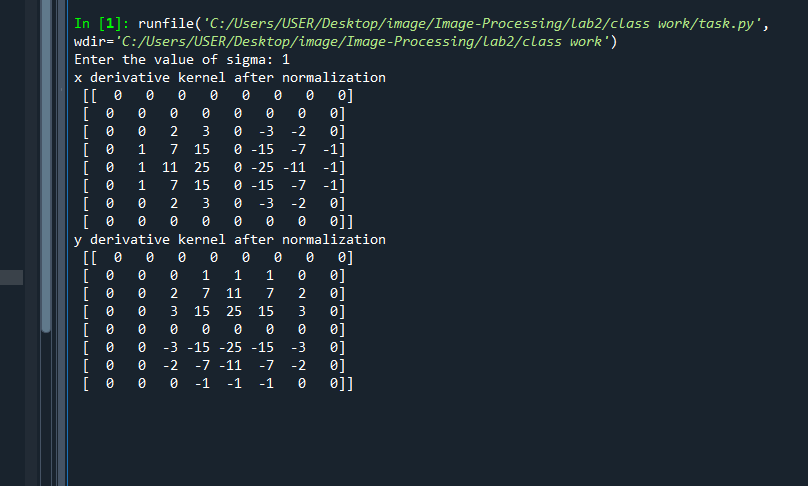 In [1]: runfile('C:/Users/USER/Desktop/image/Image-Processing/lab2/class work/task.py',
wdir='C:/Users/USER/Desktop/image/Image-Processing/lab2/class work')
Enter the value of sigma: 1
x derivative kernel after normalization
[[ 0 0 0 0 0 0 0 0]
[ 0 0 0 0 0 0 0 0]
[ 0 0 2 3 0 -3 -2 0]
[ 0 1 7 15 0 -15 -7 -1]
[ 0 1 11 25 0 -25 -11 -1]
[ 0 1 7 15 0 -15 -7 -1]
[ 0 0 2 3 0 -3 -2 0]
[ 0 0 0 0 0 0 0 0]]
y derivative kernel after normalization
[[ 0 0 0 0 0 0 0 0]
[ 0 0 0 1 1 1 0 0]
[ 0 0 2 7 11 7 2 0]
[ 0 0 3 15 25 15 3 0]
[ 0 0 0 0 0 0 0 0]
[ 0 0 -3 -15 -25 -15 -3 0]
[ 0 0 -2 -7 -11 -7 -2 0]
[ 0 0 0 -1 -1 -1 0 0]]